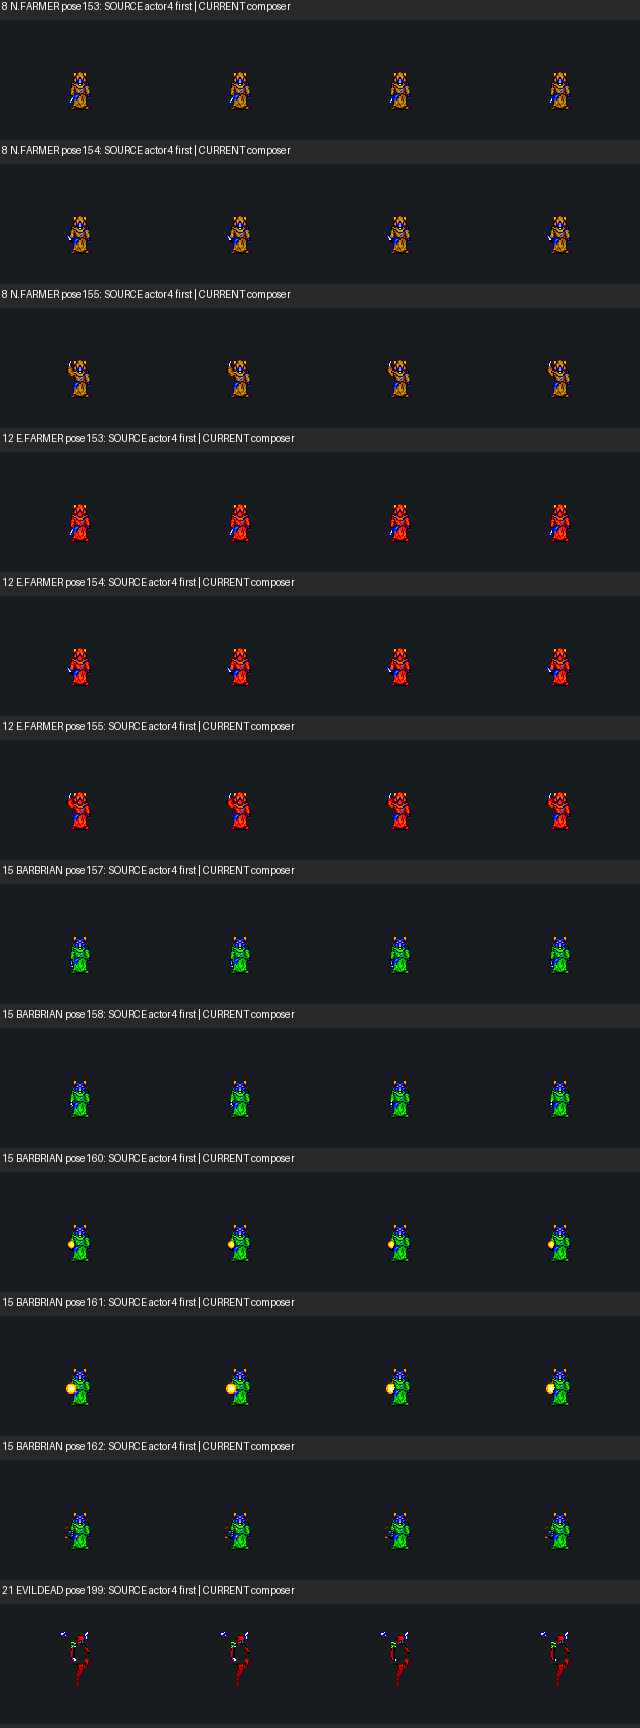 8 N.FARMER pose153: SOURCE actor4 first | CURRENT composer
8 N.FARMER pose154: SOURCE actor4 first | CURRENT composer
8 N.FARMER pose155: SOURCE actor4 first | CURRENT composer
12 E.FARMER pose153: SOURCE actor4 first | CURRENT composer
12 E.FARMER pose154: SOURCE actor4 first | CURRENT composer
12 E.FARMER pose155: SOURCE actor4 first | CURRENT composer
15 BARBRIAN pose157: SOURCE actor4 first | CURRENT composer
15 BARBRIAN pose158: SOURCE actor4 first | CURRENT composer
15 BARBRIAN pose160: SOURCE actor4 first | CURRENT composer
15 BARBRIAN pose161: SOURCE actor4 first | CURRENT composer
15 BARBRIAN pose162: SOURCE actor4 first | CURRENT composer
21 EVILDEAD pose199: SOURCE actor4 first | CURRENT composer